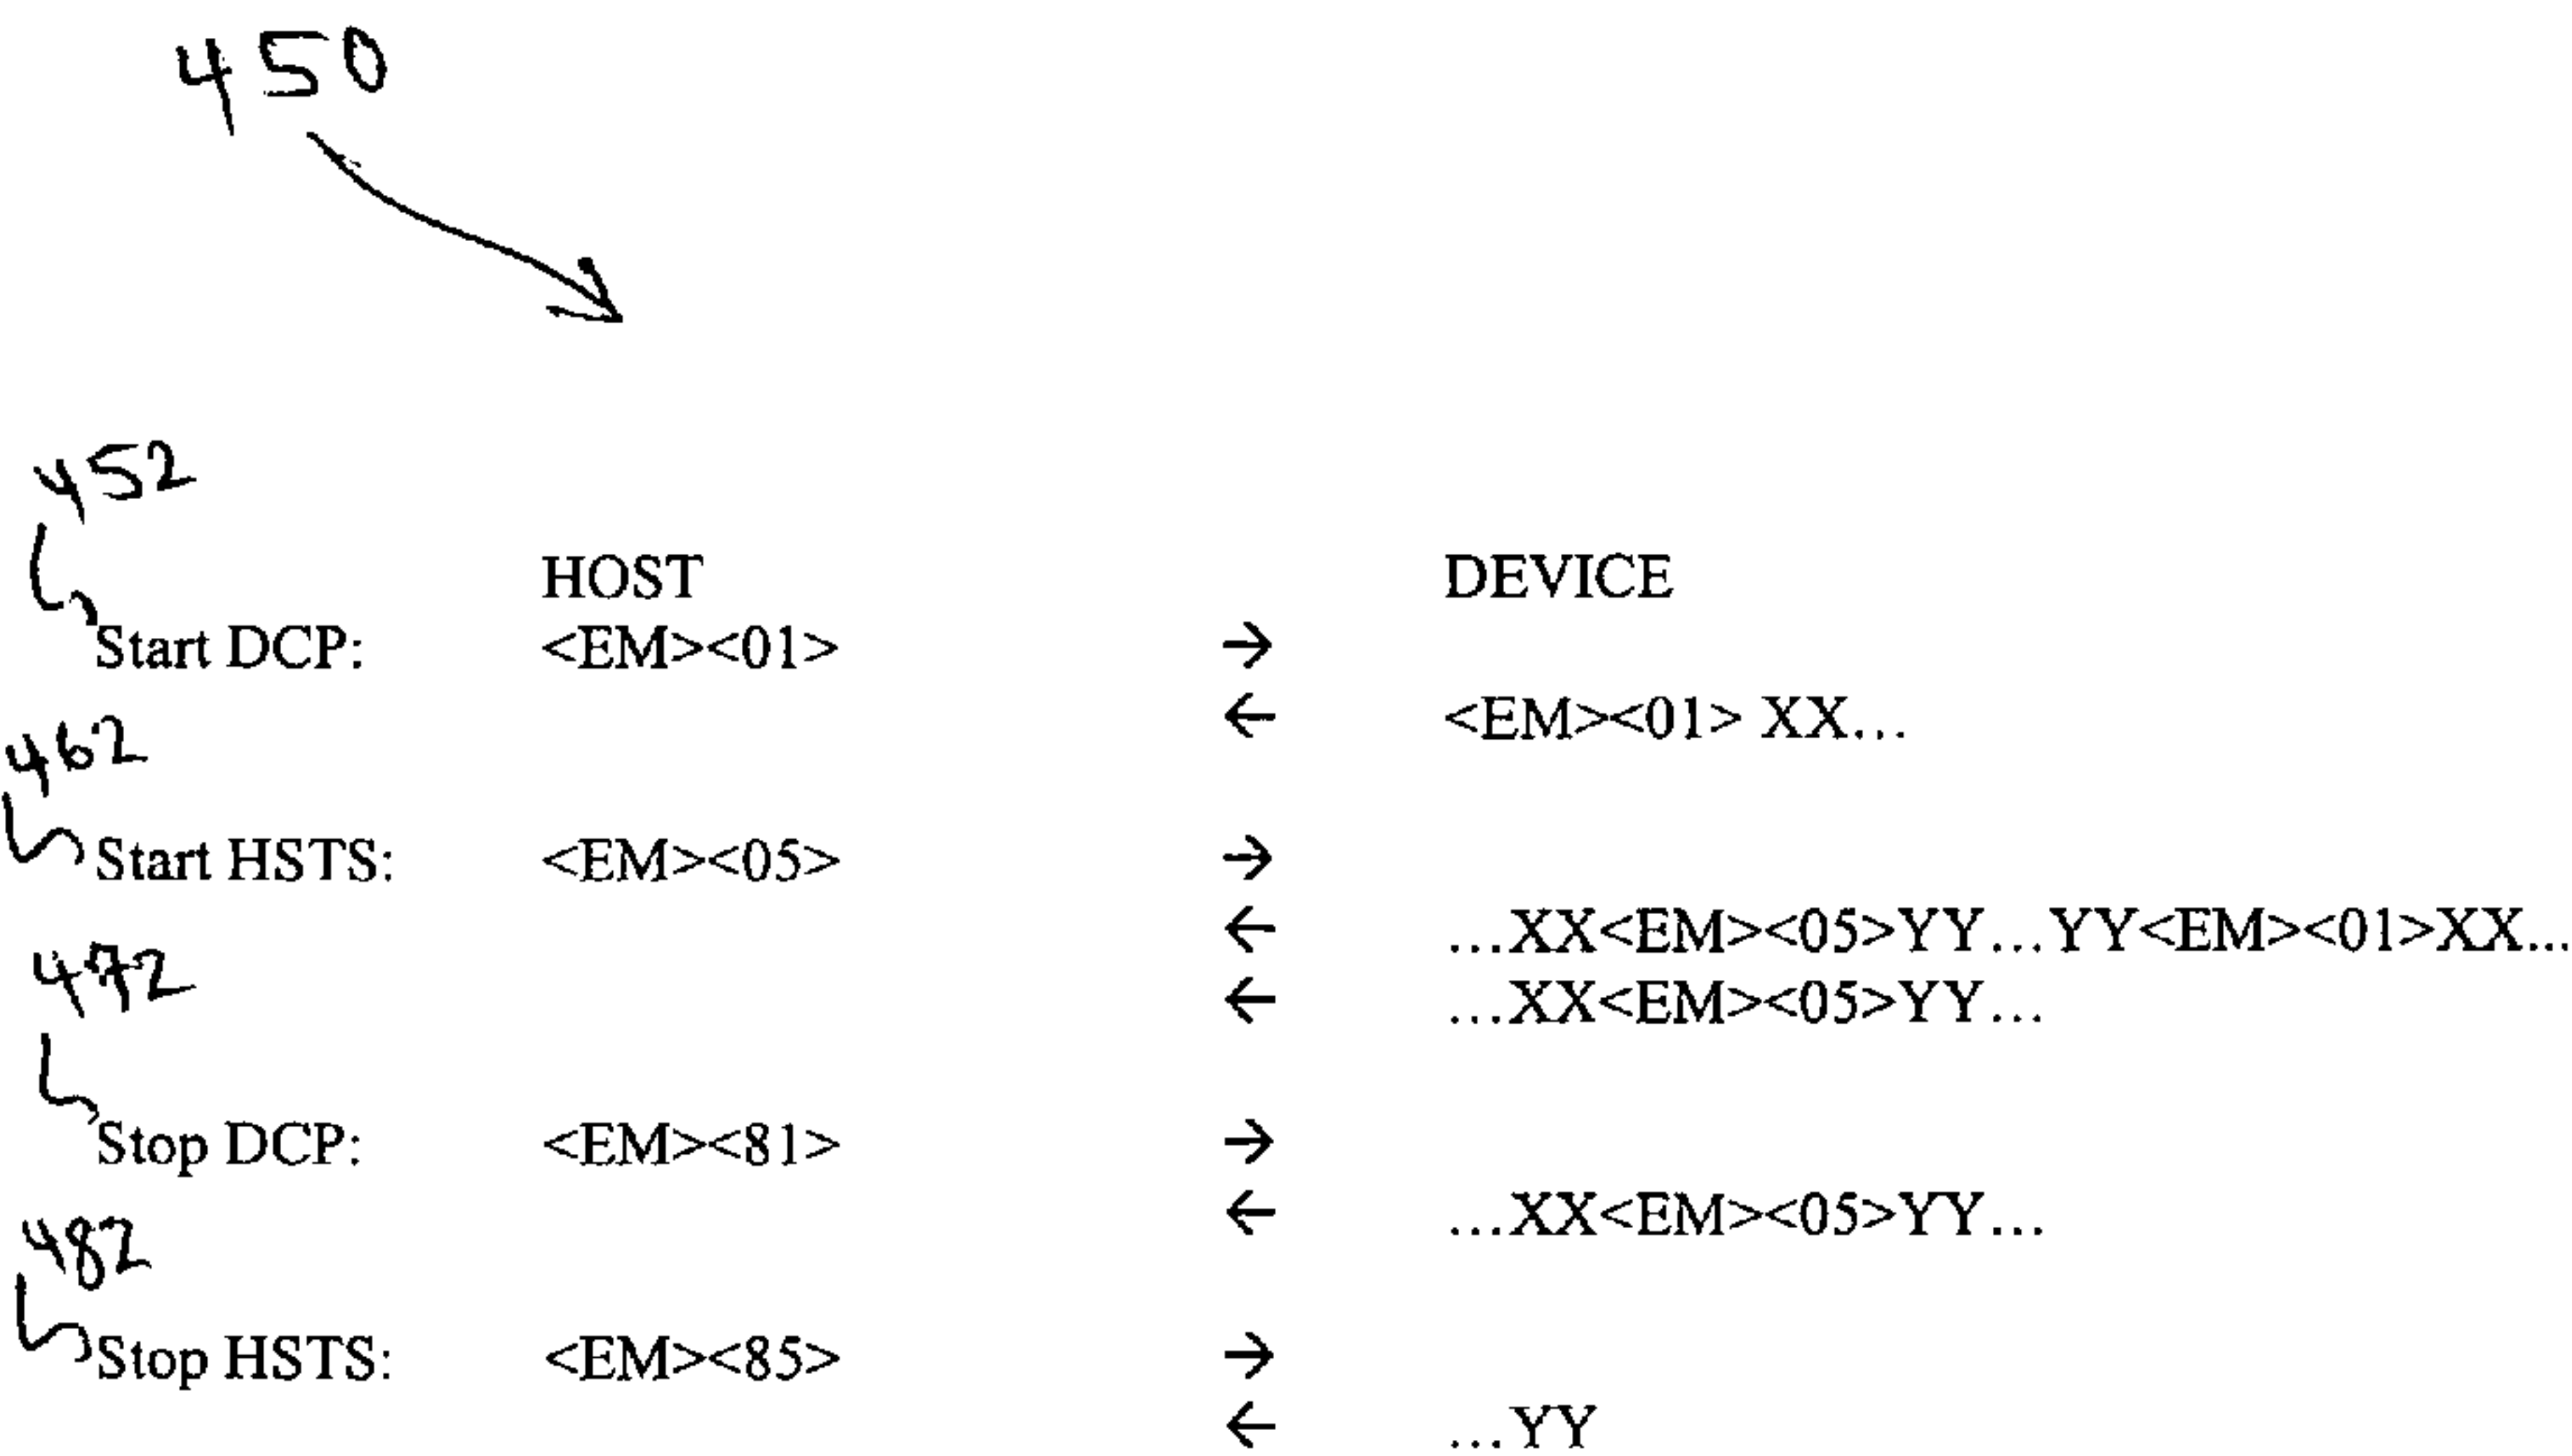 450
452
HOST DEVICE
Start DCP: <EM><01> →
← <EM><01> XX...
462
Start HSTS: <EM><05> →
← ...XX<EM><05>YY...YY<EM><01>XX...
472
← ...XX<EM><05>YY...
Stop DCP: <EM><81> →
← ...XX<EM><05>YY...
482
Stop HSTS: <EM><85> →
← ...YY